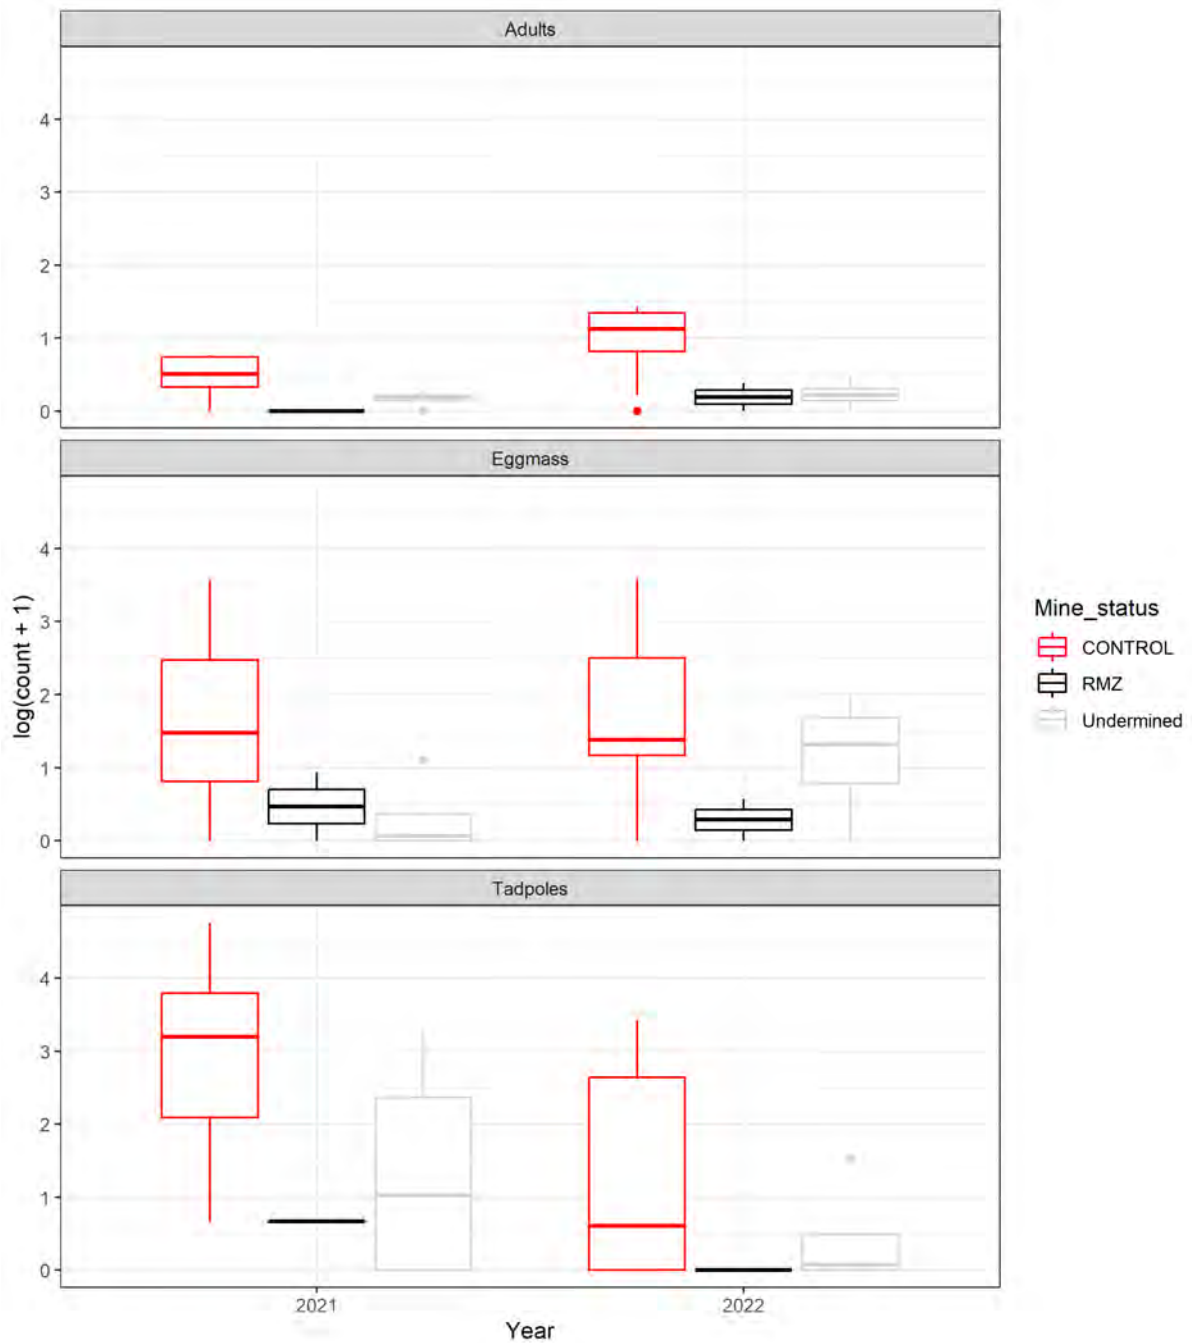 Adults
4
3
2
1
0
Eggmass
4
3
2
1
0
log(count + 1)
Tadpoles
4
3
2
1
0
2021
2022
Year
Mine_status
CONTROL
RMZ
Undermined